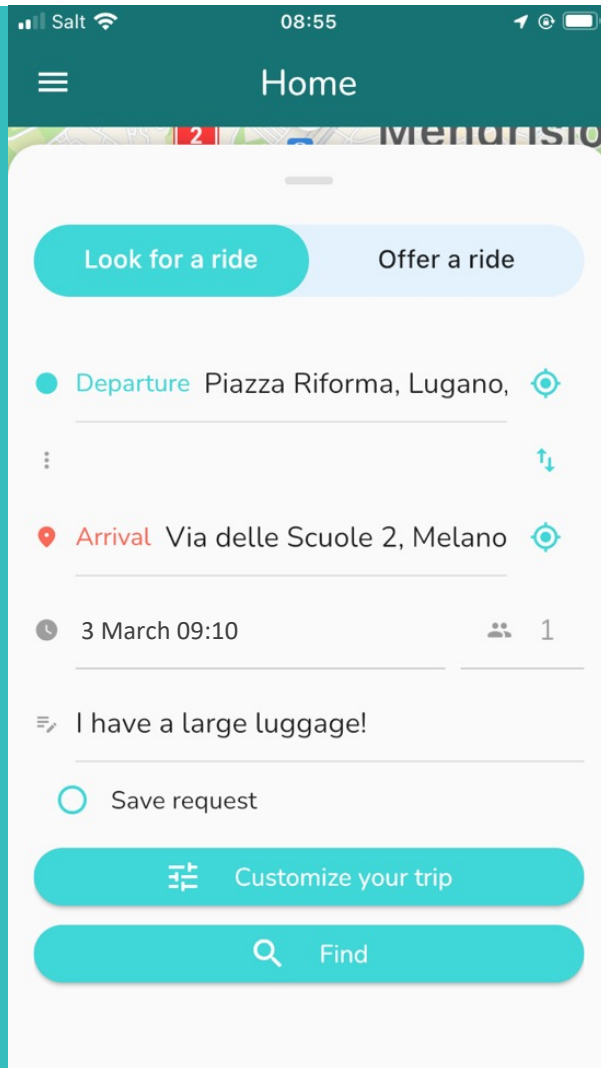 Salt 08:55
Home
2 Mendrisio
Look for a ride Offer a ride
Departure Piazza Riforma, Lugano,
Arrival Via delle Scuole 2, Melano
3 March 09:10 1
I have a large luggage!
Save request
Customize your trip
Find